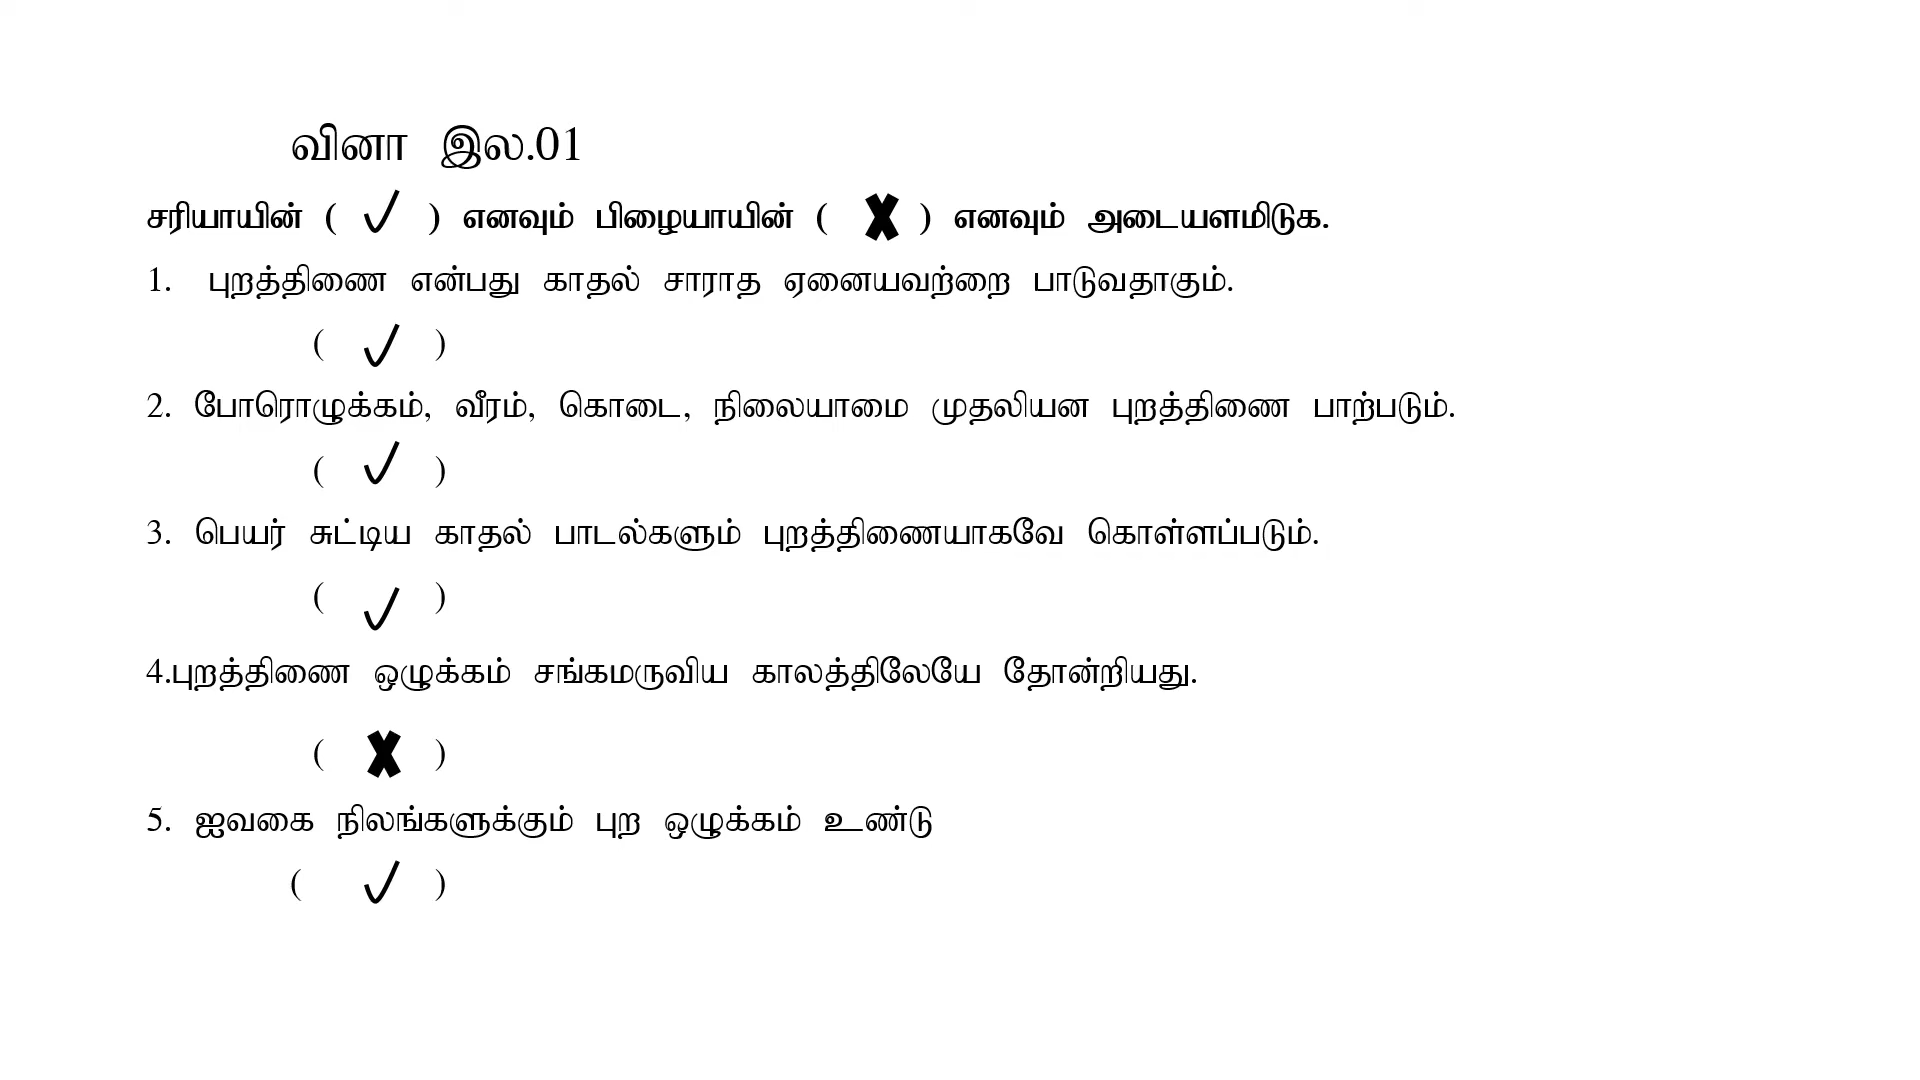 வினா இல.01
சரியாயின் ( ✓ ) எனவும் பிழையாயின் ( ✗ ) எனவும் அடையளமிடுக.
1. புறத்திணை என்பது காதல் சாராத ஏனையவற்றை பாடுவதாகும்.
( ✓ )
2. போரொழுக்கம், வீரம், கொடை, நிலையாமை முதலியன புறத்திணை பாற்படும்.
( ✓ )
3. பெயர் சுட்டிய காதல் பாடல்களும் புறத்திணையாகவே கொள்ளப்படும்.
( ✓ )
4.புறத்திணை ஒழுக்கம் சங்கமருவிய காலத்திலேயே தோன்றியது.
( ✗ )
5. ஐவகை நிலங்களுக்கும் புற ஒழுக்கம் உண்டு
( ✓ )